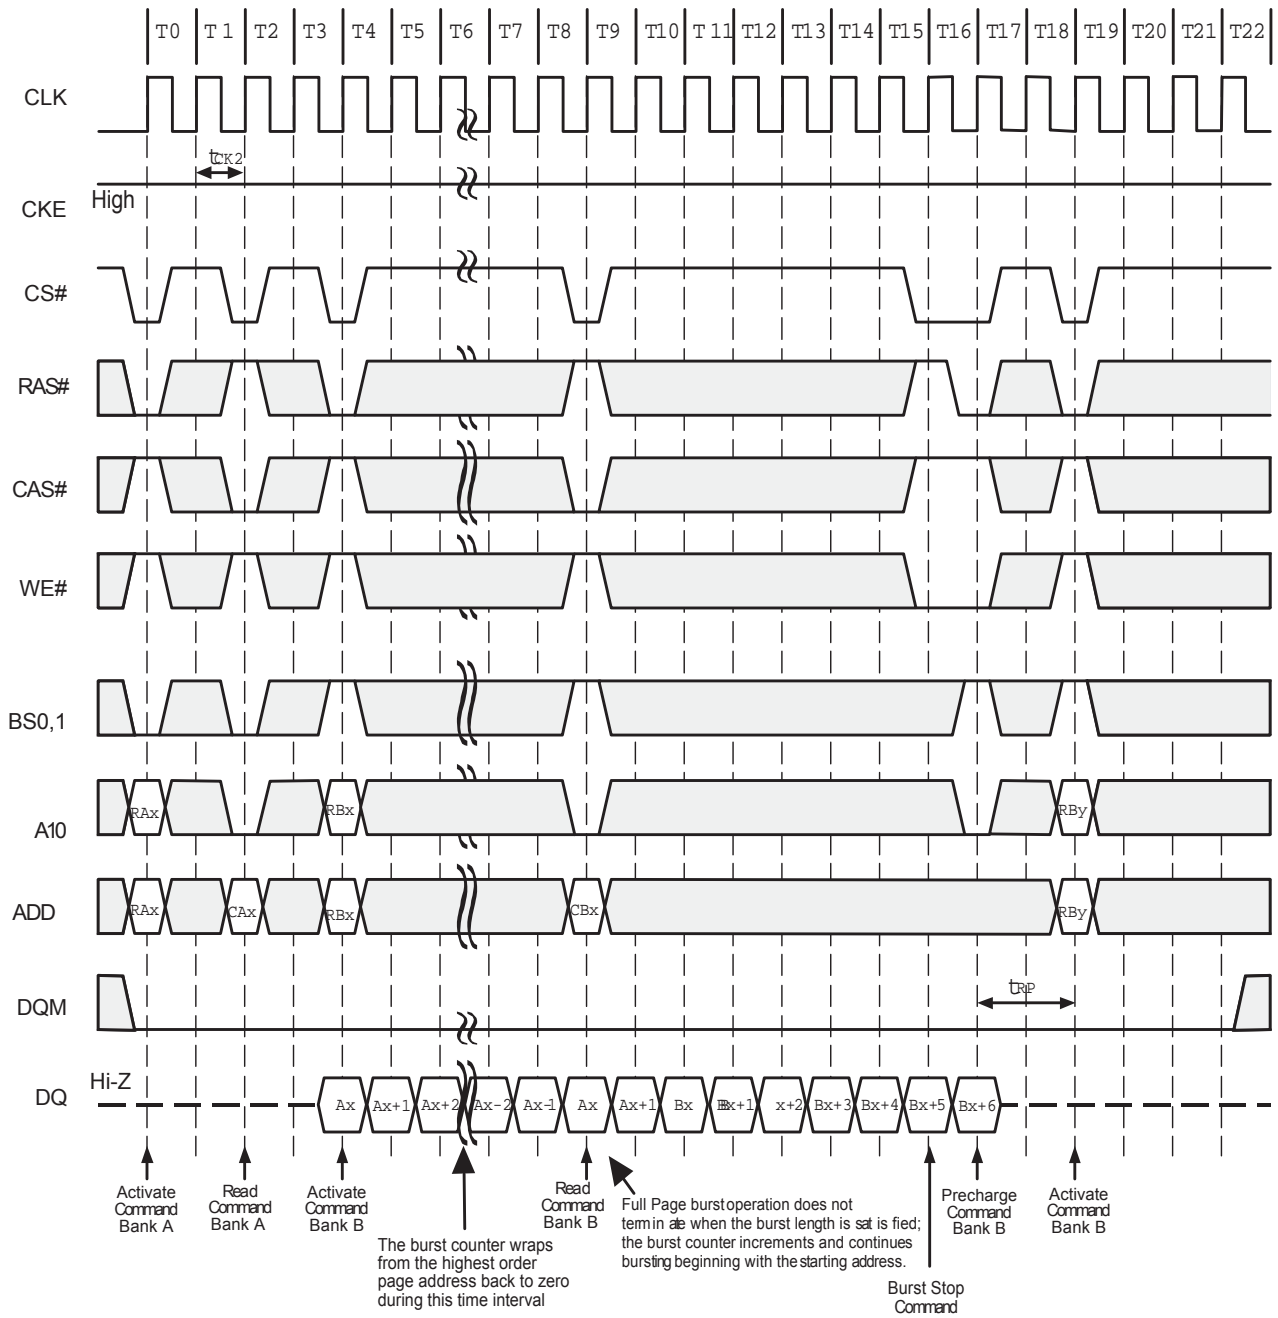 T0 T 1 T2 T3 T4 T5 T6 T7 T8 T9 T10 T 11 T12 T13 T14 T15 T16 T17 T18 T19 T20 T21 T22
CLK
tCK2
High
CKE
CS#
RAS#
CAS#
WE#
BS0,1
A10 RAx RBx RBy
ADD RAx CAx RBx CBx RBy
DQM tRP
Hi-Z
DQ Ax Ax+1 Ax+2 Ax-2 Ax-1 Ax Ax+1 Bx Bx+1 x+2 Bx+3 Bx+4 Bx+5 Bx+6
Activate
Command
Bank A
Read
Command
Bank A
Activate
Command
Bank B
The burst counter wraps
from the highest order
page address back to zero
during this time interval
Read
Command
Bank B
Full Page burst operation does not
terminate when the burst length is satisfied;
the burst counter increments and continues
bursting beginning with the starting address.
Burst Stop
Command
Precharge
Command
Bank B
Activate
Command
Bank B